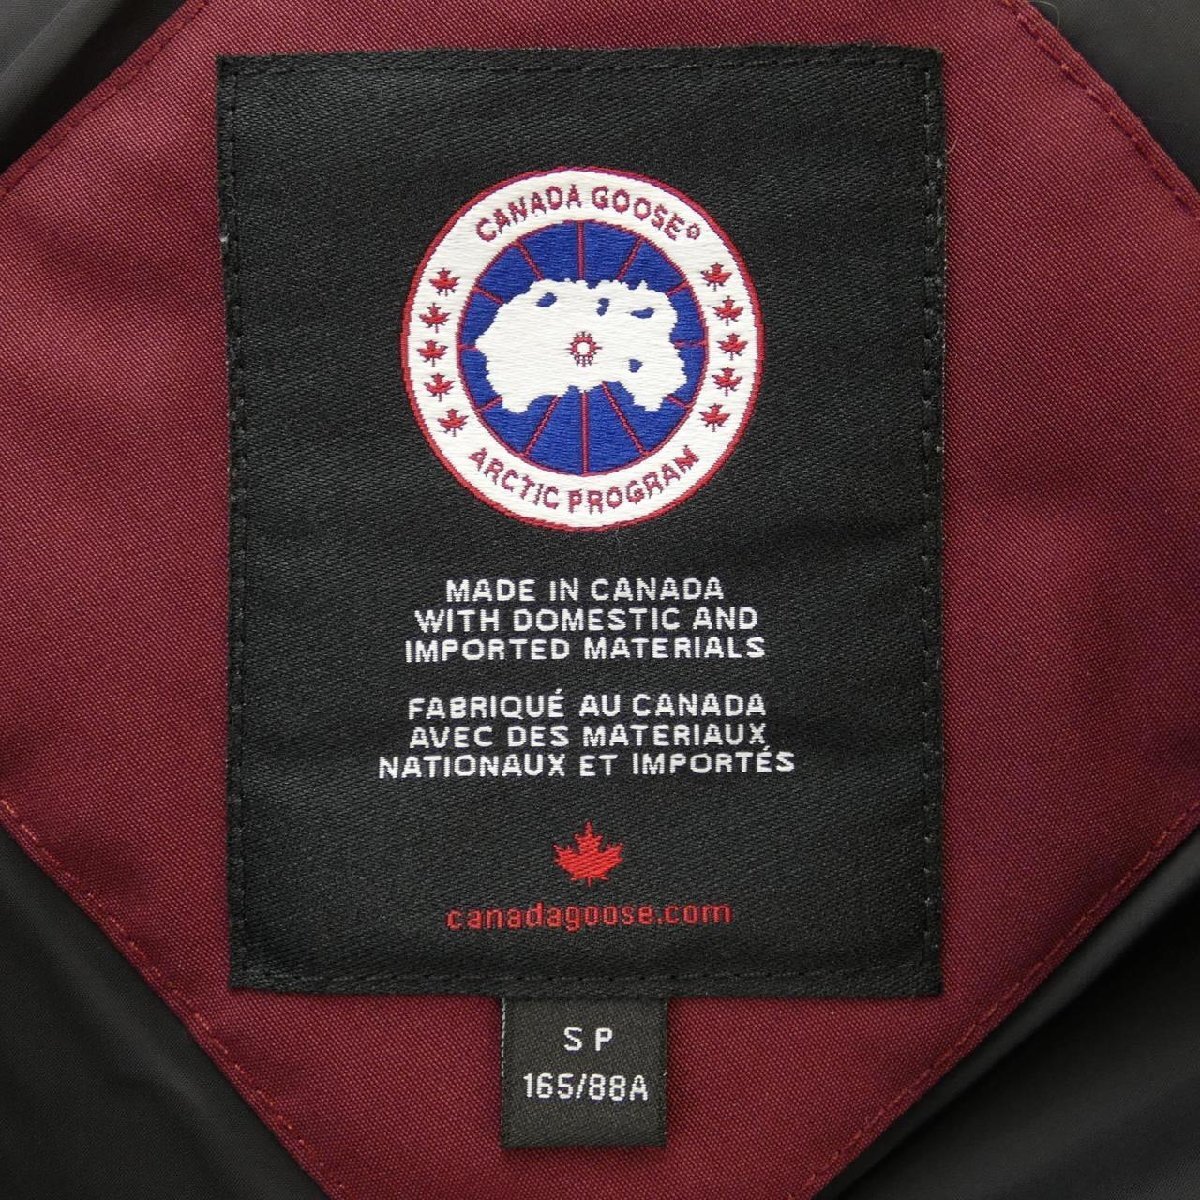 CANADA GOOSE®
ARCTIC PROGRAM
MADE IN CANADA
WITH DOMESTIC AND
IMPORTED MATERIALS
FABRIQUÉ AU CANADA
AVEC DES MATERIAUX
NATIONAUX ET IMPORTÉS
canadagoose.com
S P
165/88A